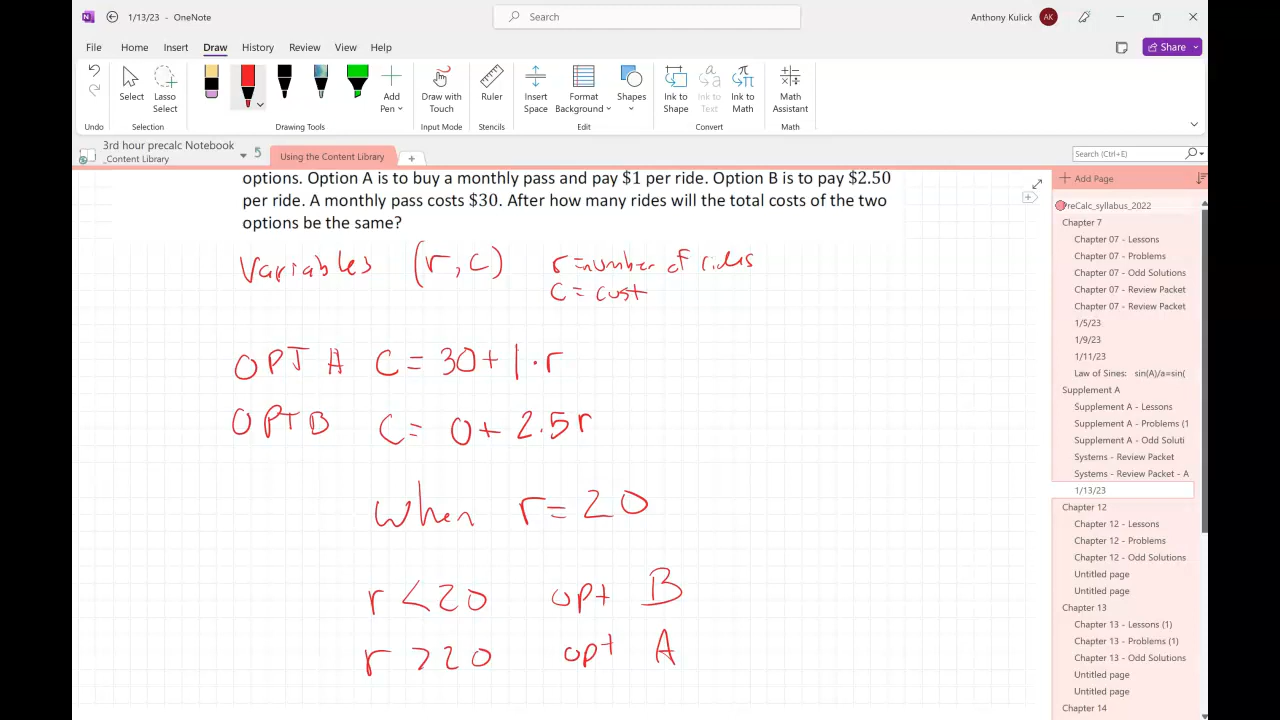 1/13/23 - OneNote
Search
Anthony Kulick
AK
File Home Insert Draw History Review View Help
Share
Undo
Select
Lasso Select
Add Pen
Draw with Touch
Ruler
Insert Space
Format Background
Shapes
Ink to Shape
Ink to Text
Ink to Math
Math Assistant
Undo Selection Drawing Tools Input Mode Stencils Edit Convert Math
3rd hour precalc Notebook
_Content Library
Using the Content Library
Search (Ctrl+E)
options. Option A is to buy a monthly pass and pay $1 per ride. Option B is to pay $2.50
per ride. A monthly pass costs $30. After how many rides will the total costs of the two
options be the same?
Variables (r, c) r = number of rides
c = cost
OPT A C = 30 + 1 · r
OPT B C = 0 + 2.5r
when r = 20
r < 20 opt B
r > 20 opt A
Add Page
PreCalc_syllabus_2022
Chapter 7
Chapter 07 - Lessons
Chapter 07 - Problems
Chapter 07 - Odd Solutions
Chapter 07 - Review Packet
Chapter 07 - Review Packet
1/5/23
1/9/23
1/11/23
Law of Sines: sin(A)/a=sin(
Supplement A
Supplement A - Lessons
Supplement A - Problems (1
Supplement A - Odd Soluti
Systems - Review Packet
Systems - Review Packet - A
1/13/23
Chapter 12
Chapter 12 - Lessons
Chapter 12 - Problems
Chapter 12 - Odd Solutions
Untitled page
Untitled page
Chapter 13
Chapter 13 - Lessons (1)
Chapter 13 - Problems (1)
Chapter 13 - Odd Solutions
Untitled page
Untitled page
Chapter 14